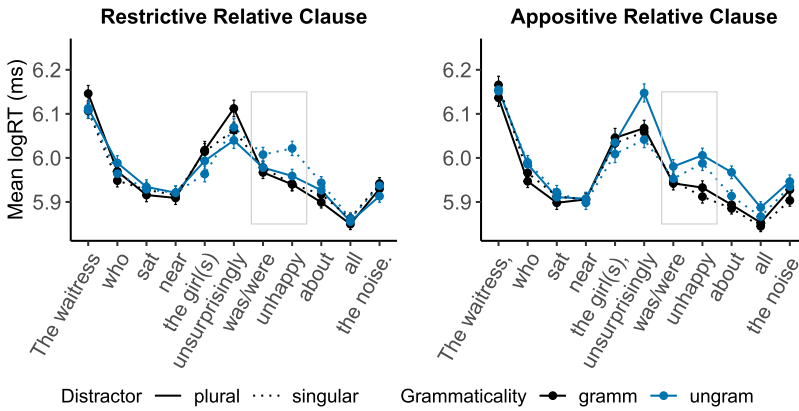 Restrictive Relative Clause
Appositive Relative Clause
Mean logRT (ms)
6.2
6.1
6.0
5.9
The waitress
who
sat
near
the girl(s)
unsurprisingly
was/were
unhappy
about
all
the noise.
6.2
6.1
6.0
5.9
The waitress,
who
sat
near
the girl(s),
unsurprisingly
was/were
unhappy
about
all
the noise.
Distractor plural singular Grammaticality gramm ungram